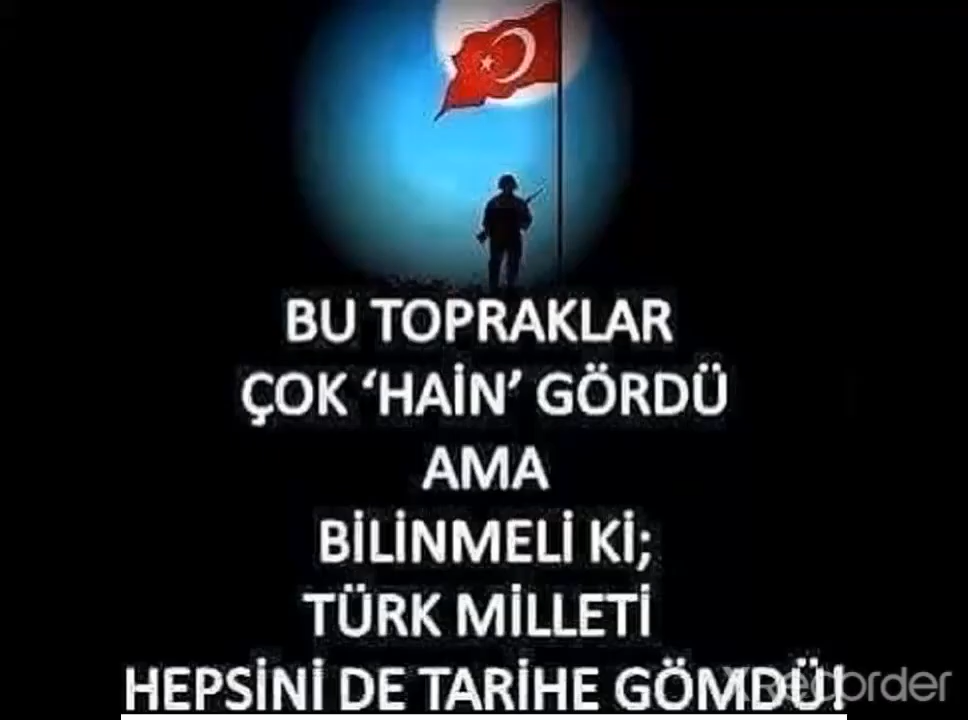 BU TOPRAKLAR
ÇOK ‘HAİN’ GÖRDÜ
AMA
BİLİNMELİ Kİ;
TÜRK MİLLETİ
HEPSİNİ DE TARİHE GÖMDÜ!
XRecorder